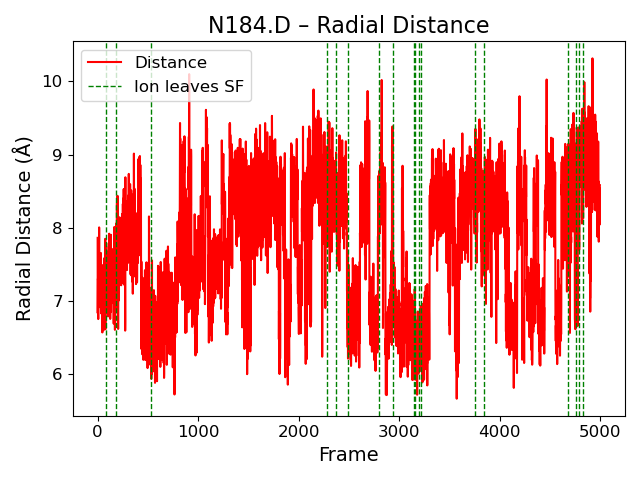 N184.D – Radial Distance
Distance
Ion leaves SF
Radial Distance (Å)
10
9
8
7
6
0 1000 2000 3000 4000 5000
Frame